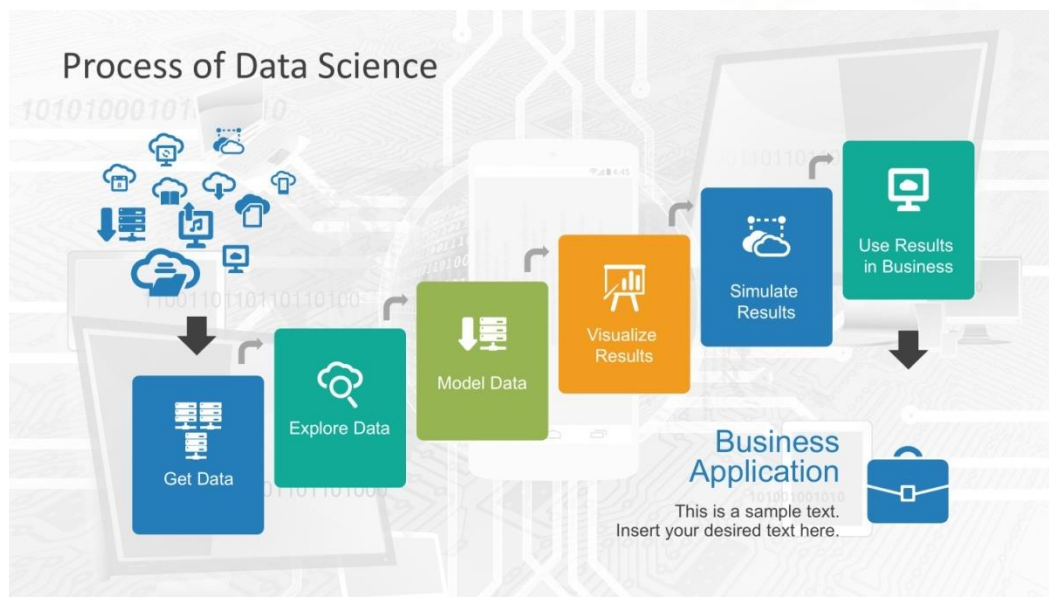 Process of Data Science
Get Data
Explore Data
Model Data
Visualize
Results
Simulate
Results
Use Results
in Business
Business
Application
This is a sample text.
Insert your desired text here.